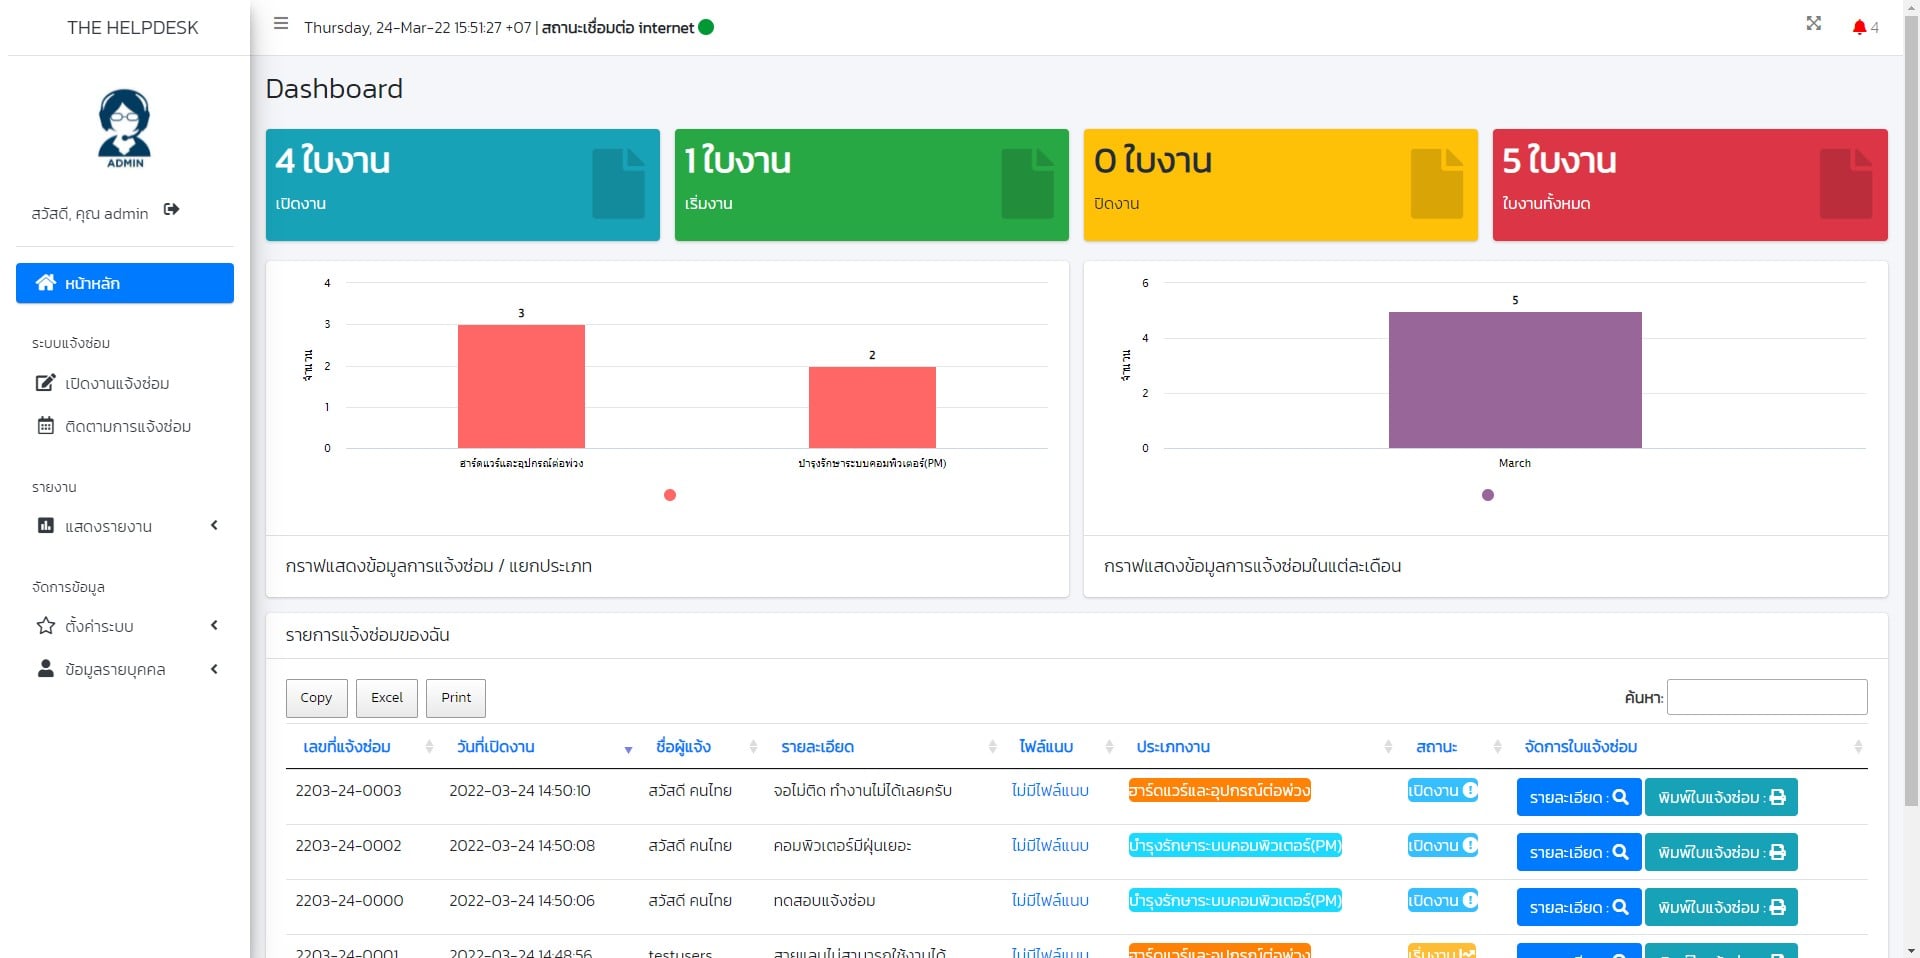 THE HELPDESK
Thursday, 24-Mar-22 15:51:27 +07 | สถานะเชื่อมต่อ internet
4
ADMIN
สวัสดี, คุณ admin
หน้าหลัก
ระบบแจ้งซ่อม
เปิดงานแจ้งซ่อม
ติดตามการแจ้งซ่อม
รายงาน
แสดงรายงาน
จัดการข้อมูล
ตั้งค่าระบบ
ข้อมูลรายบุคคล
Dashboard
4 ใบงาน
เปิดงาน
1 ใบงาน
เริ่มงาน
0 ใบงาน
ปิดงาน
5 ใบงาน
ใบงานทั้งหมด
จำนวน
4
3
2
1
0
3
2
ฮาร์ดแวร์และอุปกรณ์ต่อพ่วง
บำรุงรักษาระบบคอมพิวเตอร์(PM)
กราฟแสดงข้อมูลการแจ้งซ่อม / แยกประเภท
จำนวน
6
4
2
0
5
March
กราฟแสดงข้อมูลการแจ้งซ่อมในแต่ละเดือน
รายการแจ้งซ่อมของฉัน
Copy Excel Print ค้นหา:
เลขที่แจ้งซ่อม วันที่เปิดงาน ชื่อผู้แจ้ง รายละเอียด ไฟล์แนบ ประเภทงาน สถานะ จัดการใบแจ้งซ่อม
2203-24-0003 2022-03-24 14:50:10 สวัสดี คนไทย จอไม่ติด ทำงานไม่ได้เลยครับ ไม่มีไฟล์แนบ ฮาร์ดแวร์และอุปกรณ์ต่อพ่วง เปิดงาน รายละเอียด : พิมพ์ใบแจ้งซ่อม :
2203-24-0002 2022-03-24 14:50:08 สวัสดี คนไทย คอมพิวเตอร์มีฝุ่นเยอะ ไม่มีไฟล์แนบ บำรุงรักษาระบบคอมพิวเตอร์(PM) เปิดงาน รายละเอียด : พิมพ์ใบแจ้งซ่อม :
2203-24-0000 2022-03-24 14:50:06 สวัสดี คนไทย ทดสอบแจ้งซ่อม ไม่มีไฟล์แนบ บำรุงรักษาระบบคอมพิวเตอร์(PM) เปิดงาน รายละเอียด : พิมพ์ใบแจ้งซ่อม :
2203-24-0001 2022-03-24 14:48:56 testusers สายแลนไม่สามารถใช้งานได้ ไม่มีไฟล์แนบ ฮาร์ดแวร์และอุปกรณ์ต่อพ่วง เริ่มงาน